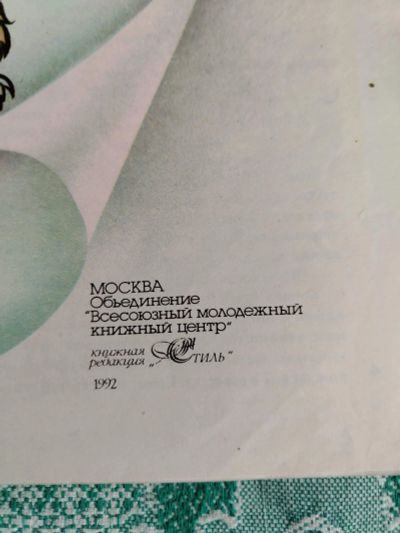 МОСКВА
Объединение
"Всесоюзный молодежный
книжный центр"
книжная
редакция „Стиль"
1992